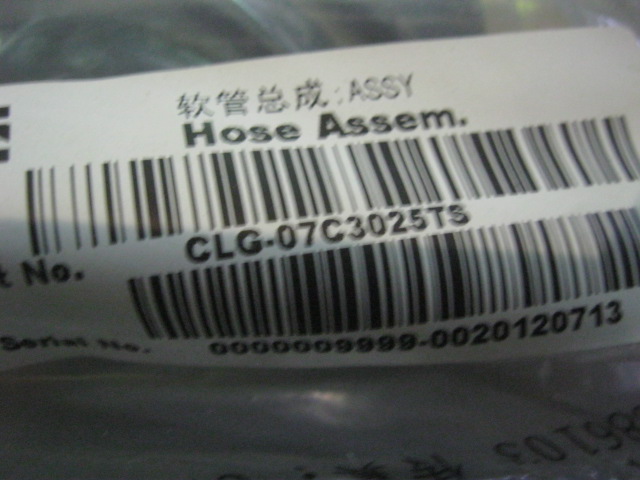 软管总成;ASSY
Hose Assem.
CLG-07C3025TS
t No.
Serial No.
0000009999-0020120713